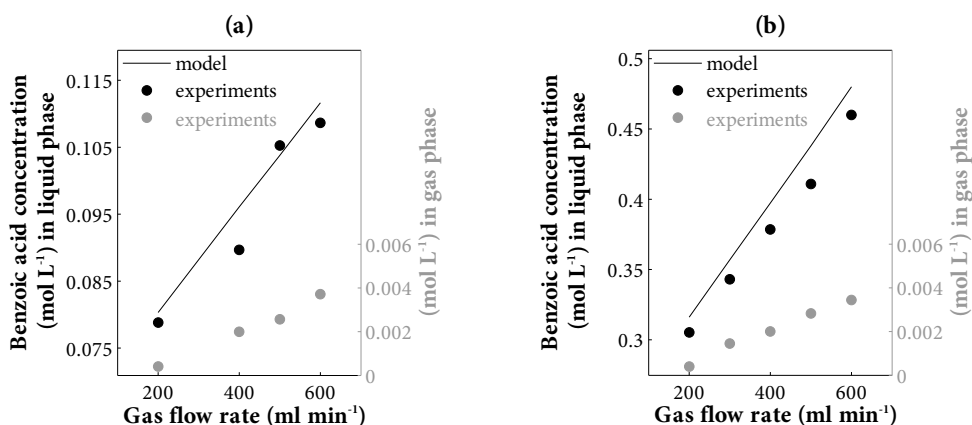 (a)
model
experiments
experiments
0.115
0.105
0.095
0.085
0.075
Benzoic acid concentration
(mol L⁻¹) in liquid phase
0.006
0.004
0.002
0
(mol L⁻¹) in gas phase
200
400
600
Gas flow rate (ml min⁻¹)
(b)
model
experiments
experiments
0.5
0.45
0.4
0.35
0.3
Benzoic acid concentration
(mol L⁻¹) in liquid phase
0.006
0.004
0.002
0
(mol L⁻¹) in gas phase
200
400
600
Gas flow rate (ml min⁻¹)